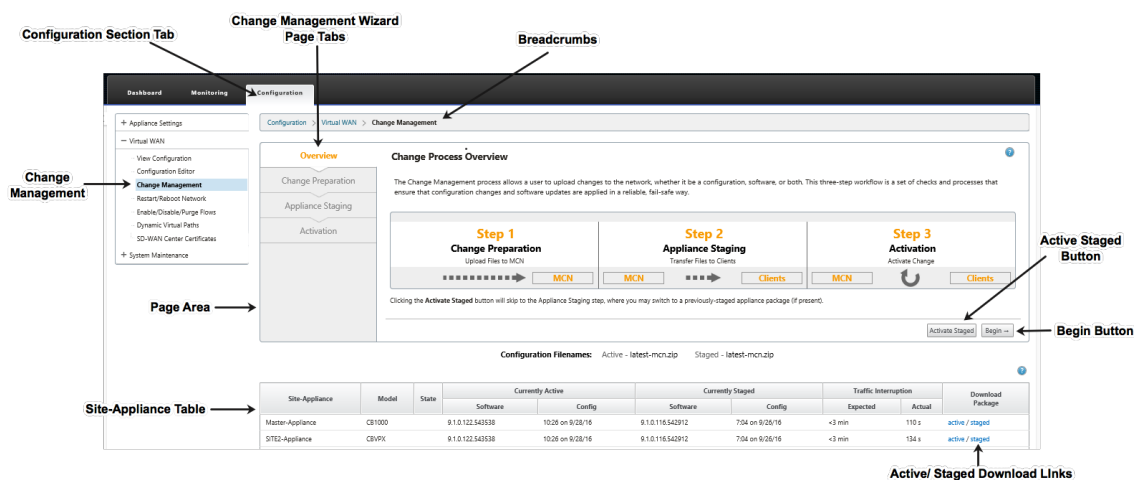 Change Management Wizard
Page Tabs
Configuration Section Tab
Breadcrumbs
Dashboard Monitoring Configuration
+ Appliance Settings
− Virtual WAN
View Configuration
Configuration Editor
Change Management
Restart/Reboot Network
Enable/Disable/Purge Flows
Dynamic Virtual Paths
SD-WAN Center Certificates
+ System Maintenance
Change
Management
Configuration > Virtual WAN > Change Management
Overview
Change Preparation
Appliance Staging
Activation
Change Process Overview
?
The Change Management process allows a user to upload changes to the network, whether it be a configuration, software, or both. This three-step workflow is a set of checks and processes that
ensure that configuration changes and software updates are applied in a reliable, fail-safe way.
Step 1
Change Preparation
Upload Files to MCN
MCN
Step 2
Appliance Staging
Transfer Files to Clients
MCN Clients
Step 3
Activation
Activate Change
MCN Clients
Active Staged
Button
Clicking the Activate Staged button will skip to the Appliance Staging step, where you may switch to a previously-staged appliance package (if present).
Page Area
Activate Staged Begin →
Begin Button
Configuration Filenames: Active - latest-mcn.zip Staged - latest-mcn.zip
?
Site-Appliance Table
Site-Appliance Model State Currently Active Currently Staged Traffic Interruption Download
Package
Software Config Software Config Expected Actual
Master-Appliance CB1000 9.1.0.122.543538 10:26 on 9/28/16 9.1.0.116.542912 7:04 on 9/26/16 <3 min 110 s active / staged
SITE2-Appliance CBVPX 9.1.0.122.543538 10:26 on 9/28/16 9.1.0.116.542912 7:04 on 9/26/16 <3 min 134 s active / staged
Active/ Staged Download LInks